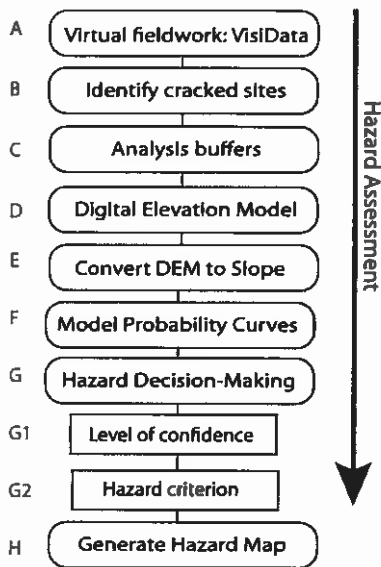 A Virtual fieldwork: VisiData
B Identify cracked sites
C Analysis buffers
D Digital Elevation Model
E Convert DEM to Slope
F Model Probability Curves
G Hazard Decision-Making
G1 Level of confidence
G2 Hazard criterion
H Generate Hazard Map
Hazard Assessment